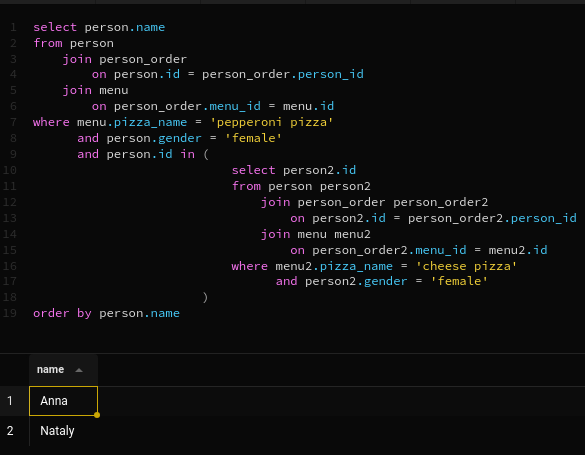 1 select person.name
2 from person
3     join person_order
4         on person.id = person_order.person_id
5     join menu
6         on person_order.menu_id = menu.id
7 where menu.pizza_name = 'pepperoni pizza'
8       and person.gender = 'female'
9       and person.id in (
10                            select person2.id
11                            from person person2
12                                join person_order person_order2
13                                    on person2.id = person_order2.person_id
14                                join menu menu2
15                                    on person_order2.menu_id = menu2.id
16                            where menu2.pizza_name = 'cheese pizza'
17                                  and person2.gender = 'female'
18                        )
19 order by person.name
name
1 Anna
2 Nataly